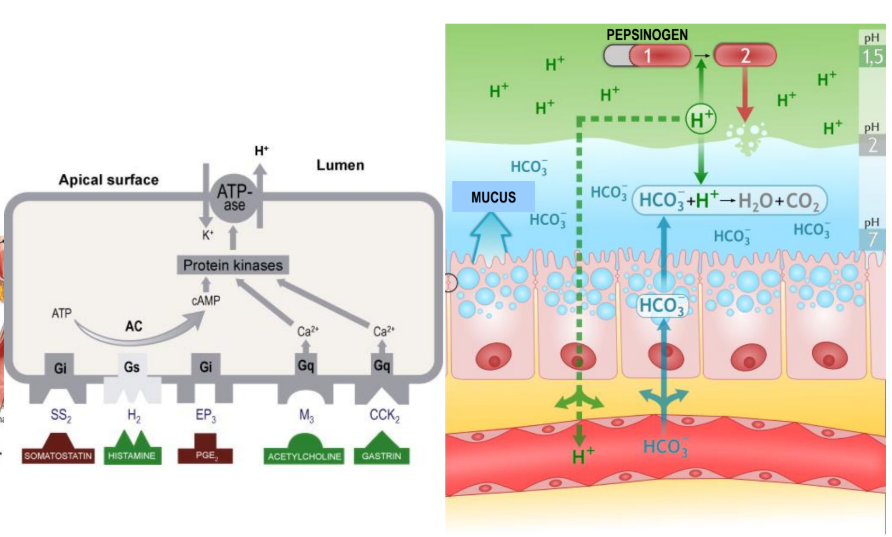 H⁺
Apical surface
Lumen
ATP-
ase
K⁺
Protein kinases
cAMP
ATP
AC
Ca²⁺
Ca²⁺
Gi
Gs
Gi
Gq
Gq
SS₂
H₂
EP₃
M₃
CCK₂
SOMATOSTATIN
HISTAMINE
PGE₂
ACETYLCHOLINE
GASTRIN
PEPSINOGEN
1
2
pH
1,5
H⁺
H⁺
H⁺
H⁺
H⁺
H⁺
H⁺
H⁺
pH
2
HCO₃⁻
MUCUS
HCO₃⁻
HCO₃⁻+H⁺→H₂O+CO₂
HCO₃⁻
HCO₃⁻
HCO₃⁻
pH
7
HCO₃⁻
HCO₃⁻
H⁺